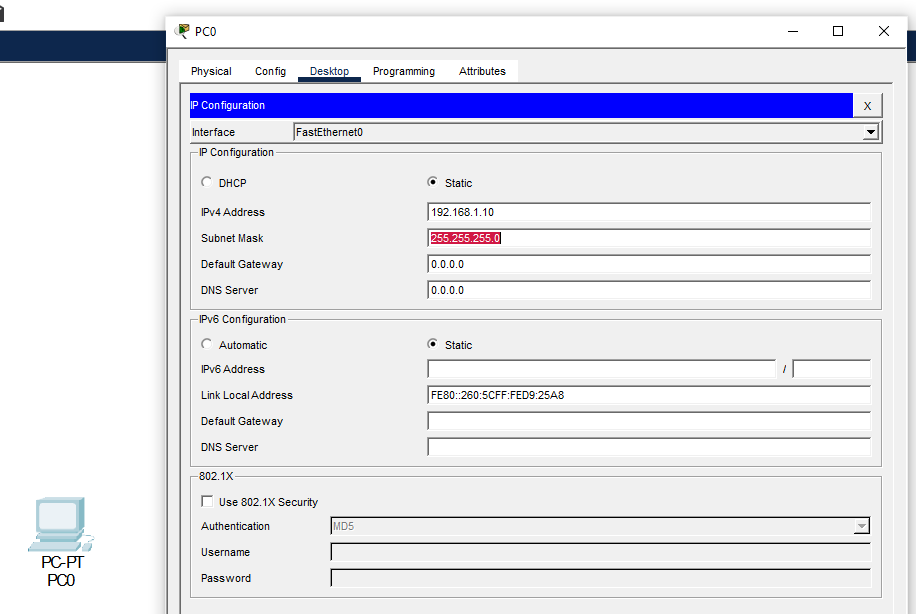 PC0
Physical Config Desktop Programming Attributes
IP Configuration X
Interface FastEthernet0
IP Configuration
DHCP Static
IPv4 Address 192.168.1.10
Subnet Mask 255.255.255.0
Default Gateway 0.0.0.0
DNS Server 0.0.0.0
IPv6 Configuration
Automatic Static
IPv6 Address /
Link Local Address FE80::260:5CFF:FED9:25A8
Default Gateway
DNS Server
802.1X
Use 802.1X Security
Authentication MD5
Username
Password
PC-PT
PC0